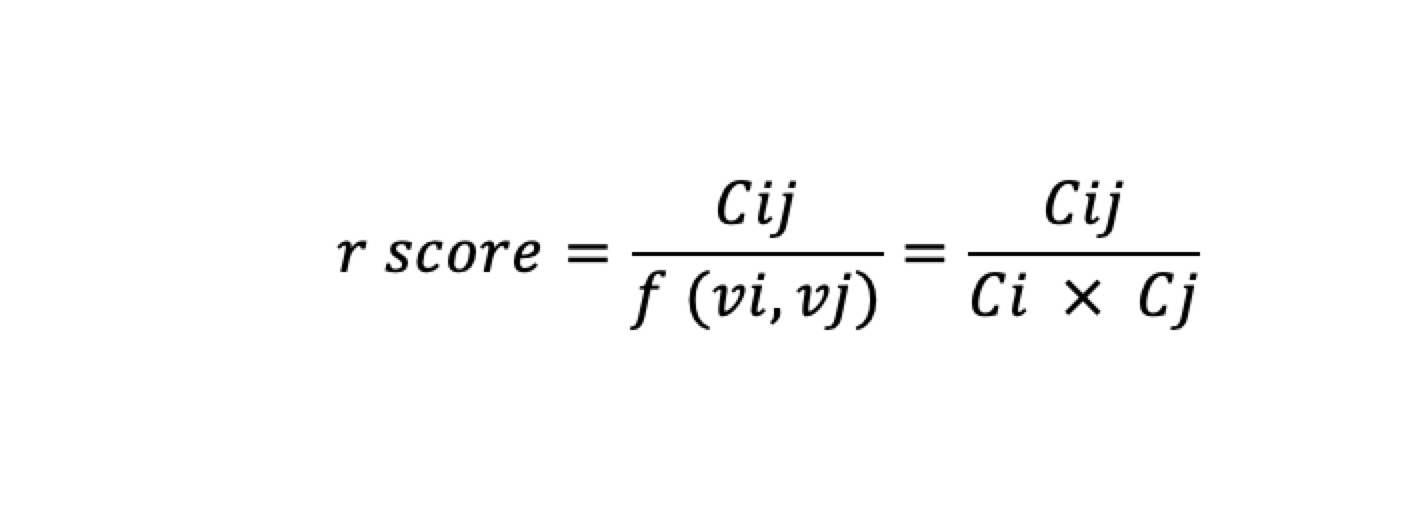 r score = Cij / f (vi, vj) = Cij / Ci × Cj